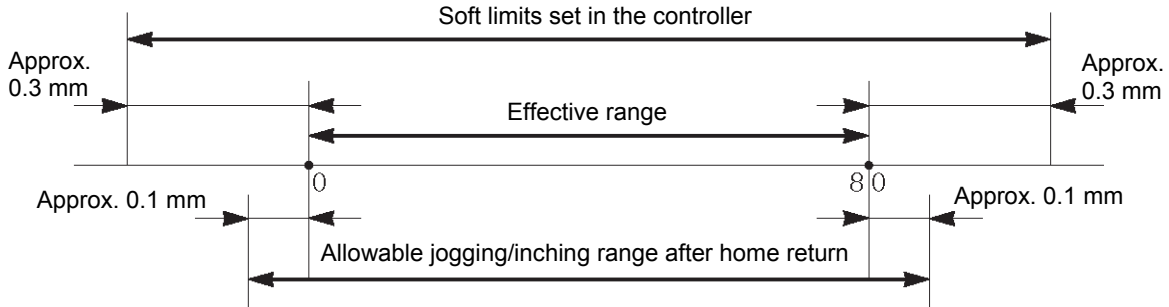 Soft limits set in the controller
Approx.
0.3 mm
Approx.
0.3 mm
Effective range
0
80
Approx. 0.1 mm
Approx. 0.1 mm
Allowable jogging/inching range after home return